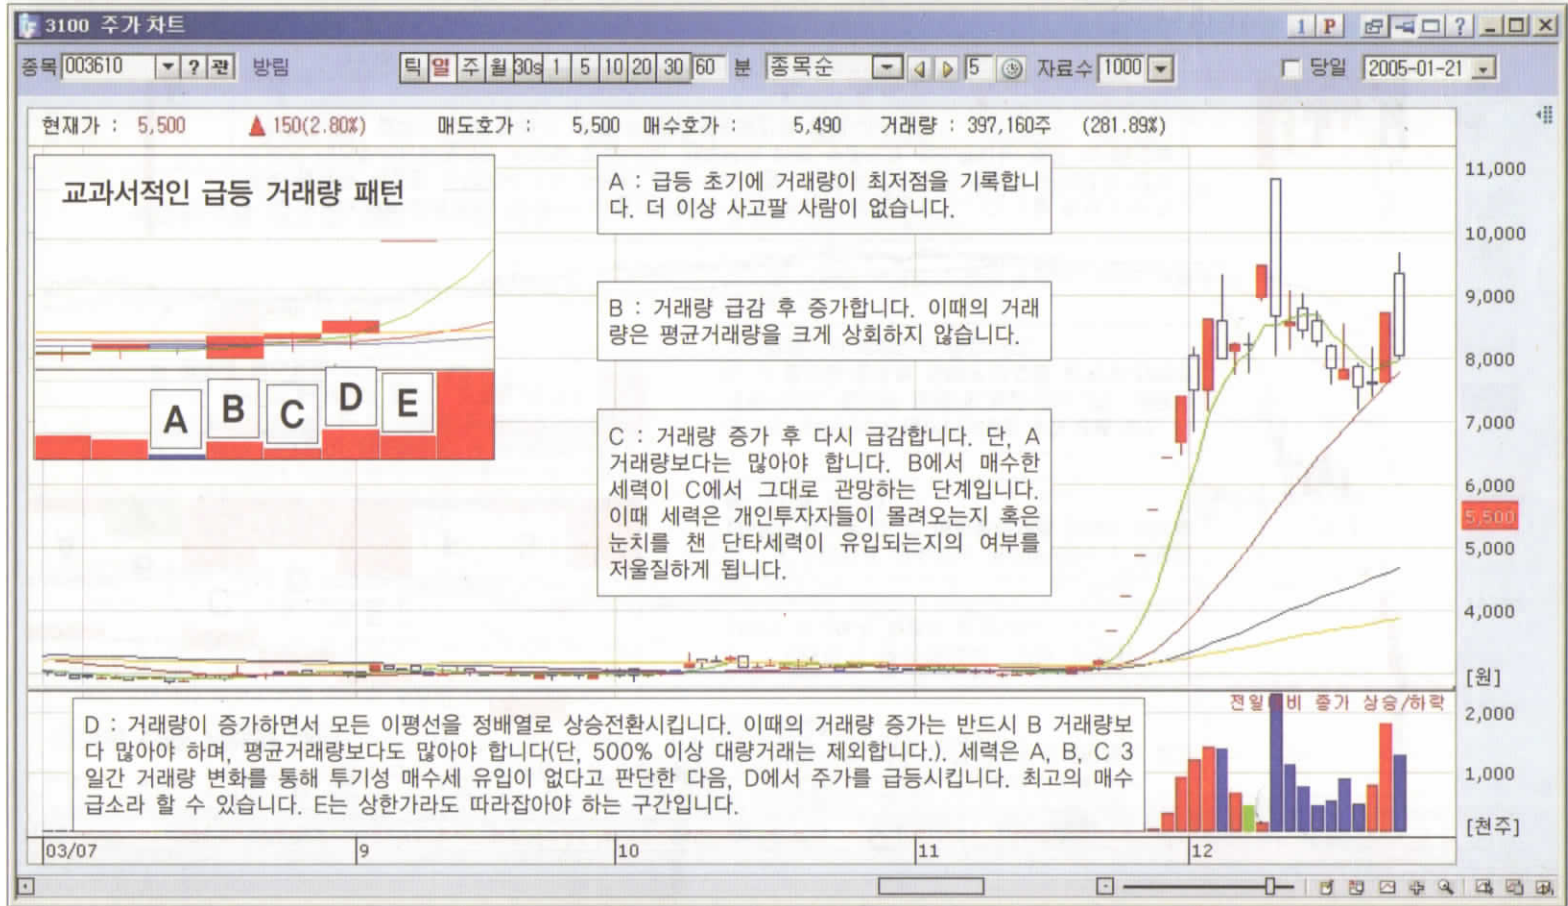 3100 주가차트
1 P ?
종목 003610 ? 관 방림 틱 일 주 월 30s 1 5 10 20 30 60 분 종목순 5 자료수 1000 당일 2005-01-21
현재가 : 5,500 ▲ 150(2.80%) 매도호가 : 5,500 매수호가 : 5,490 거래량 : 397,160주 (281.89%)
교과서적인 급등 거래량 패턴
A
B
C
D
E
A : 급등 초기에 거래량이 최저점을 기록합니
다. 더 이상 사고팔 사람이 없습니다.
B : 거래량 급감 후 증가합니다. 이때의 거래
량은 평균거래량을 크게 상회하지 않습니다.
C : 거래량 증가 후 다시 급감합니다. 단, A
거래량보다는 많아야 합니다. B에서 매수한
세력이 C에서 그대로 관망하는 단계입니다.
이때 세력은 개인투자자들이 몰려오는지 혹은
눈치를 챈 단타세력이 유입되는지의 여부를
저울질하게 됩니다.
11,000
10,000
9,000
8,000
7,000
6,000
5,500
5,000
4,000
[원]
D : 거래량이 증가하면서 모든 이평선을 정배열로 상승전환시킵니다. 이때의 거래량 증가는 반드시 B 거래량보
다 많아야 하며, 평균거래량보다도 많아야 합니다(단, 500% 이상 대량거래는 제외합니다.). 세력은 A, B, C 3
일간 거래량 변화를 통해 투기성 매수세 유입이 없다고 판단한 다음, D에서 주가를 급등시킵니다. 최고의 매수
급소라 할 수 있습니다. E는 상한가라도 따라잡아야 하는 구간입니다.
전일 비 종가 상승/하락
2,000
1,000
[천주]
03/07 9 10 11 12